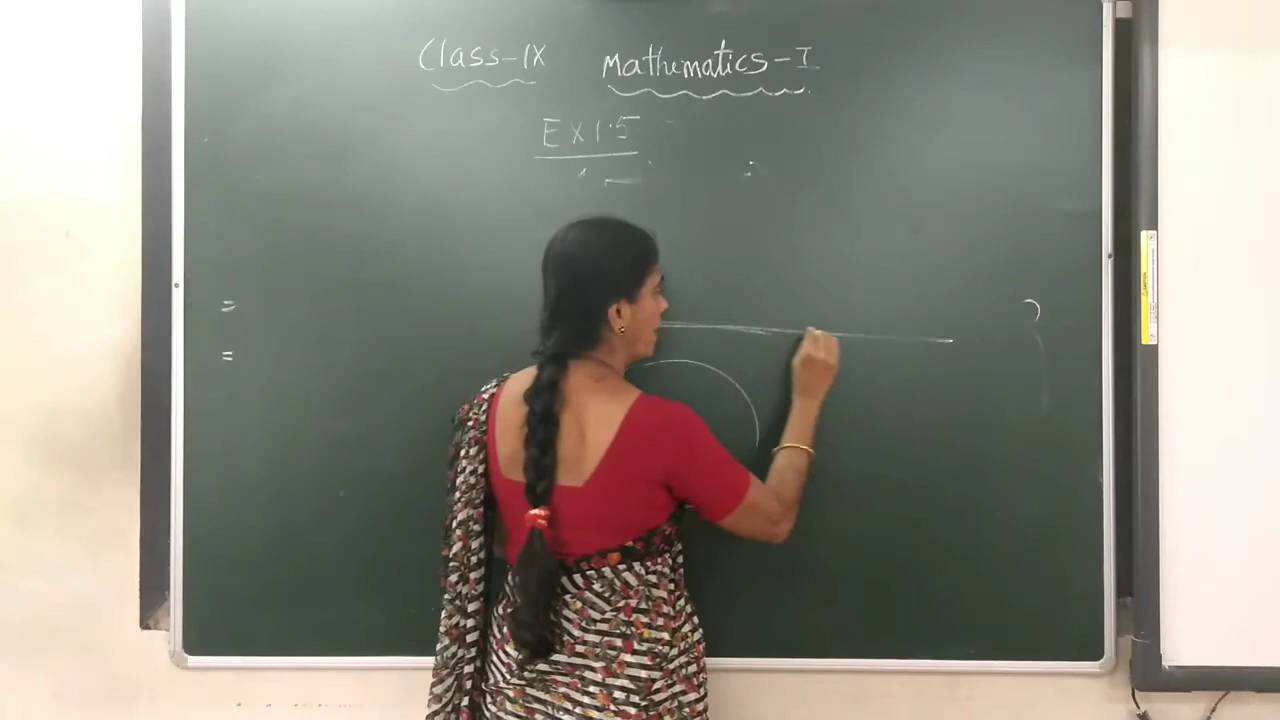 Class-IX Mathematics-I
EX 1.5
=
=